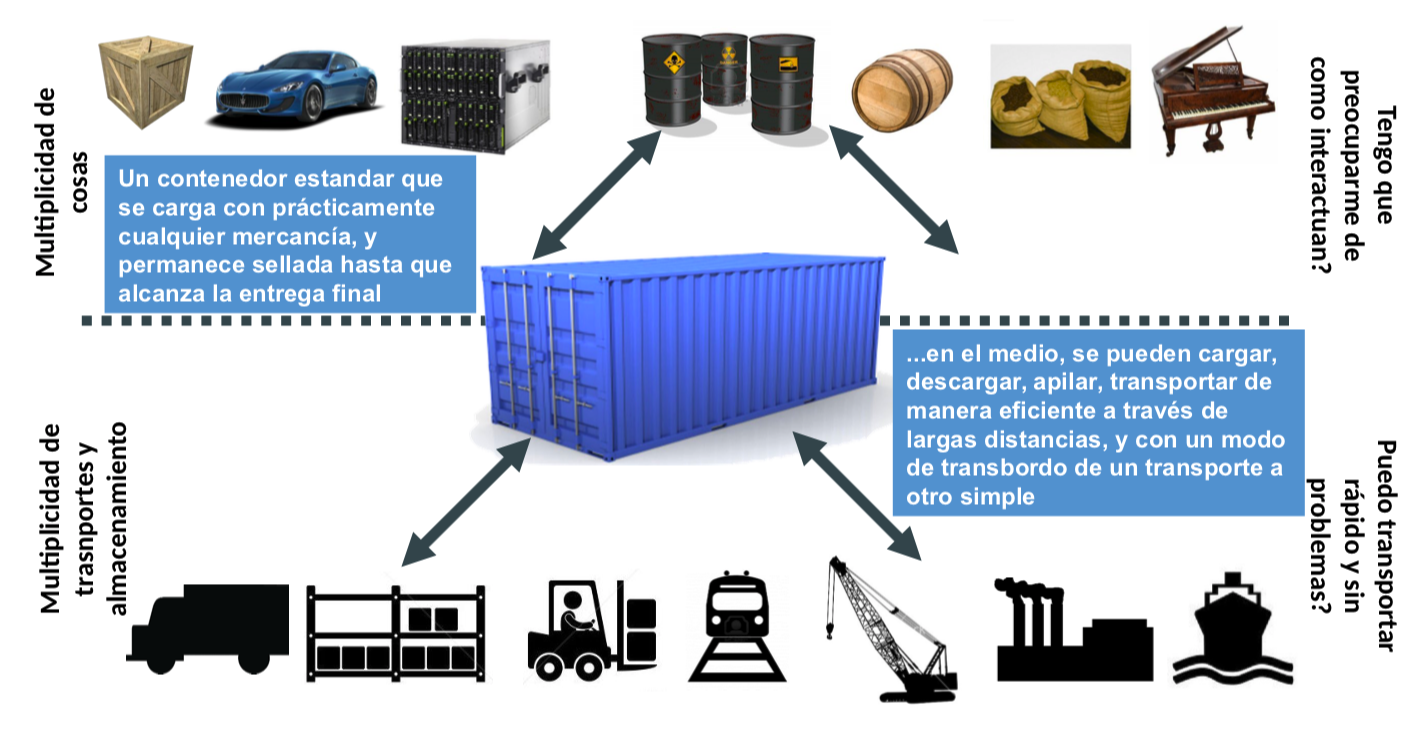 Multiplicidad de
cosas
Un contenedor estandar que
se carga con prácticamente
cualquier mercancía, y
permanece sellada hasta que
alcanza la entrega final
Tengo que
preocuparme de
como interactuan?
...en el medio, se pueden cargar,
descargar, apilar, transportar de
manera eficiente a través de
largas distancias, y con un modo
de transbordo de un transporte a
otro simple
Multiplicidad de
trasnportes y
almacenamiento
Puedo transportar
rápido y sin
problemas?